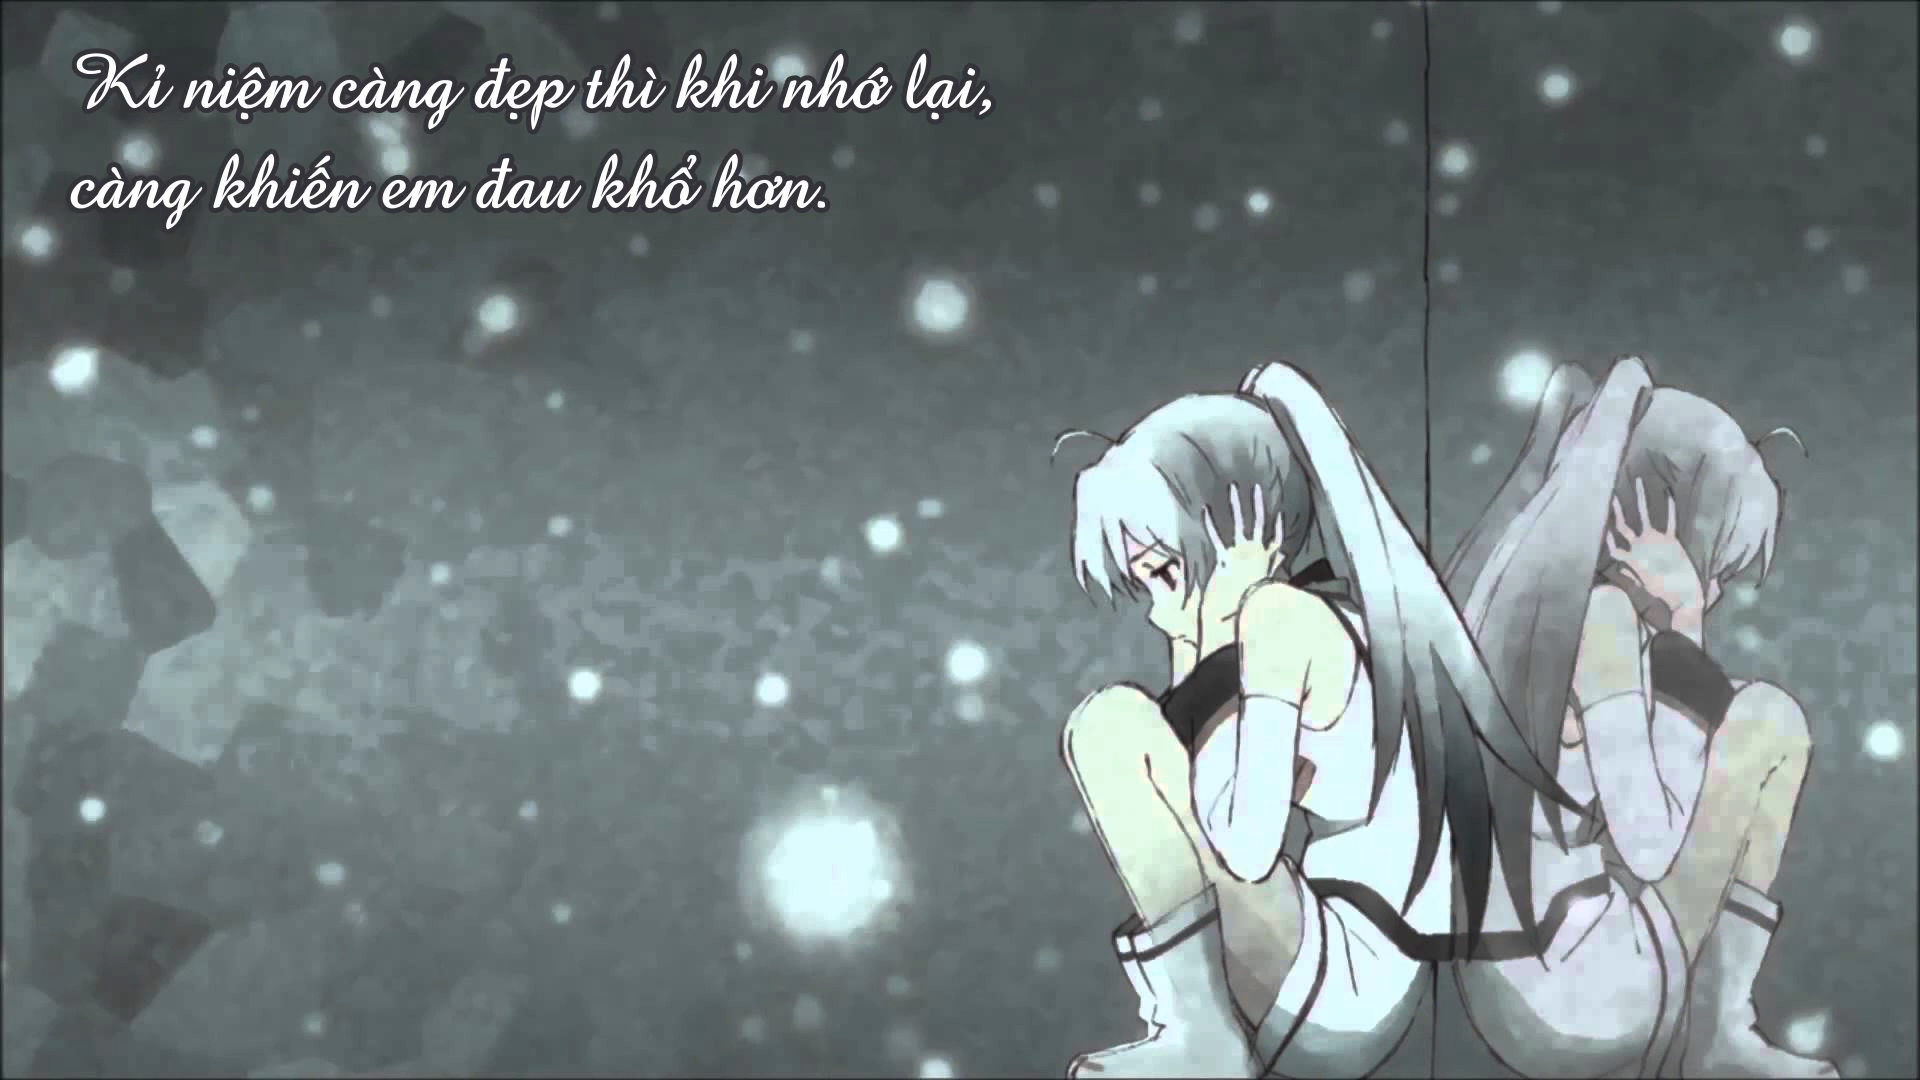 Kỉ niệm càng đẹp thì khi nhớ lại,
càng khiến em đau khổ hơn.